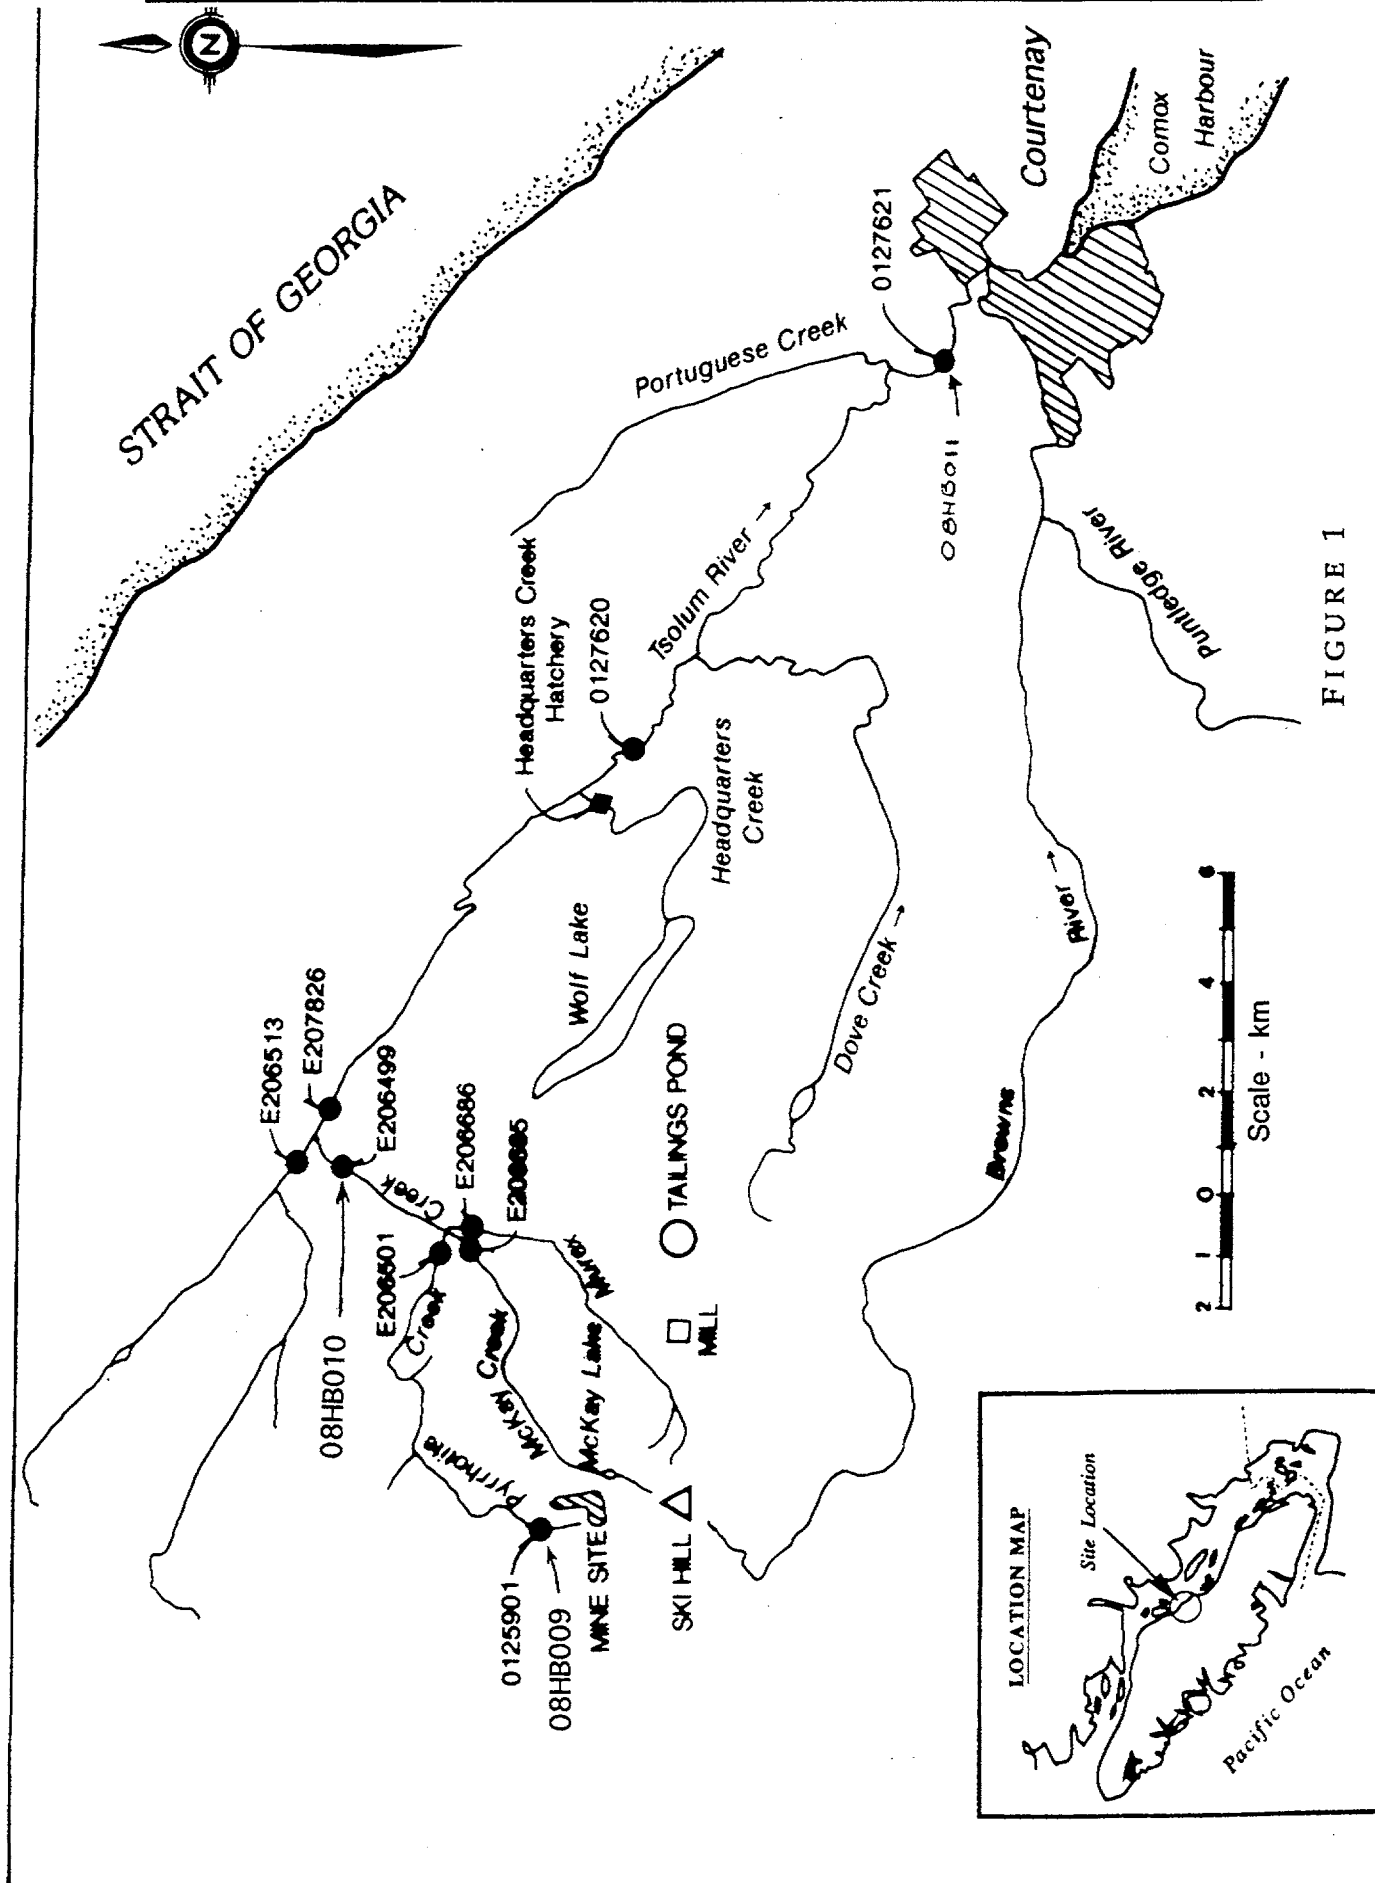 N
STRAIT OF GEORGIA
Courtenay
Comox
Harbour
0127621
Portuguese Creek
08HB011
Tsolum River →
Headquarters Creek
Hatchery
0127620
Headquarters
Creek
Wolf Lake
Dove Creek →
Puntledge River
Browns
River →
E206513
E207826
E206499
Creek
E206686
E206685
E206501
08HB010
Creek
Pyrrhotite
McKay Creek
McKay Lake
Murex
TAILINGS POND
MILL
0125901
08HB009
MINE SITE
SKI HILL
2 1 0 2 4 6
Scale - km
LOCATION MAP
Site Location
Pacific Ocean
FIGURE 1